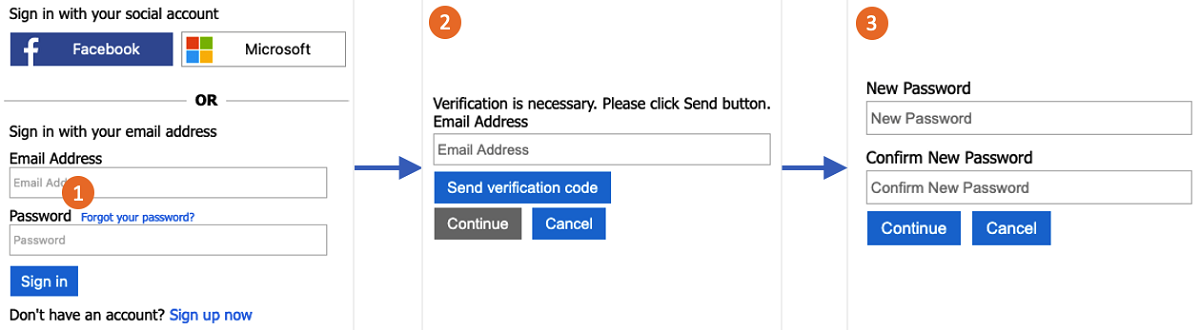 Sign in with your social account
Facebook
Microsoft
OR
Sign in with your email address
Email Address
Email Add
1
Password Forgot your password?
Password
Sign in
Don't have an account? Sign up now
2
Verification is necessary. Please click Send button.
Email Address
Email Address
Send verification code
Continue Cancel
3
New Password
New Password
Confirm New Password
Confirm New Password
Continue Cancel